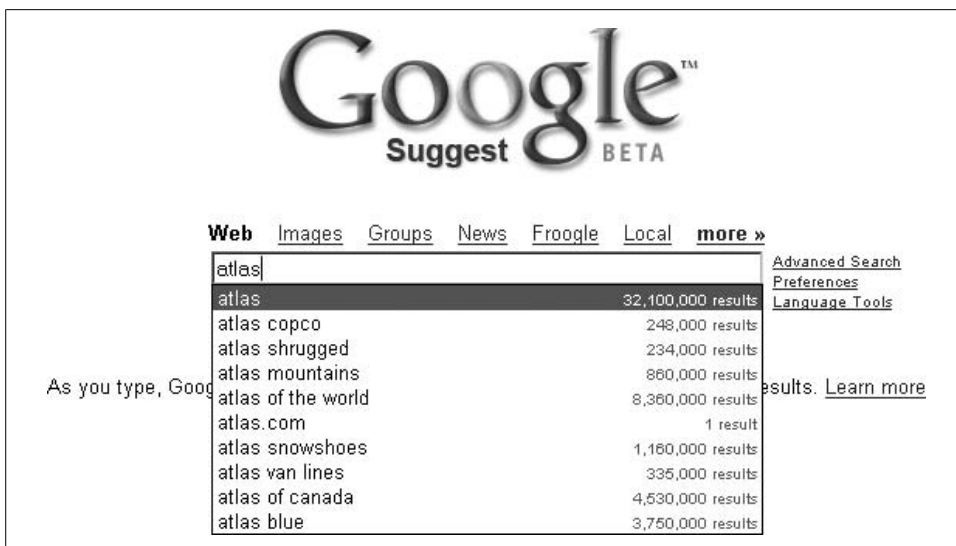 Google™
Suggest BETA
Web Images Groups News Froogle Local more »
atlas
Advanced Search
Preferences
Language Tools
atlas 32,100,000 results
atlas copco 248,000 results
atlas shrugged 234,000 results
atlas mountains 860,000 results
atlas of the world 8,360,000 results
atlas.com 1 result
atlas snowshoes 1,160,000 results
atlas van lines 335,000 results
atlas of canada 4,530,000 results
atlas blue 3,750,000 results
As you type, Goog esults. Learn more